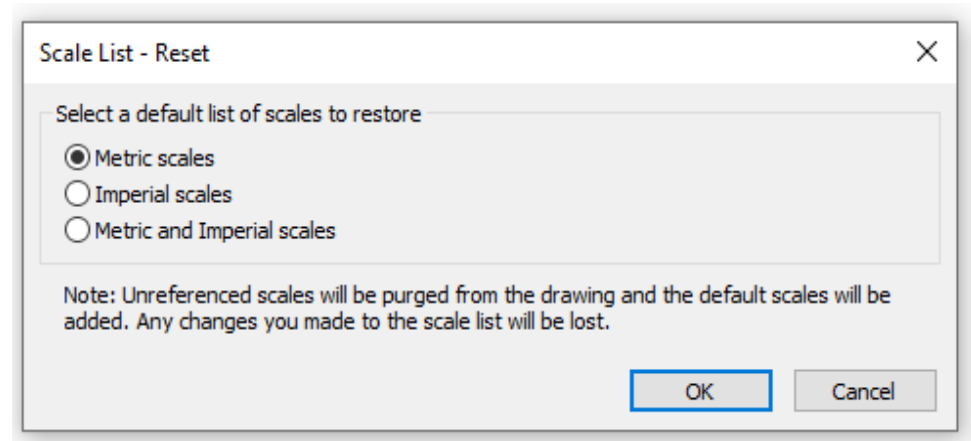 Scale List - Reset
Select a default list of scales to restore
Metric scales
Imperial scales
Metric and Imperial scales
Note: Unreferenced scales will be purged from the drawing and the default scales will be
added. Any changes you made to the scale list will be lost.
OK
Cancel